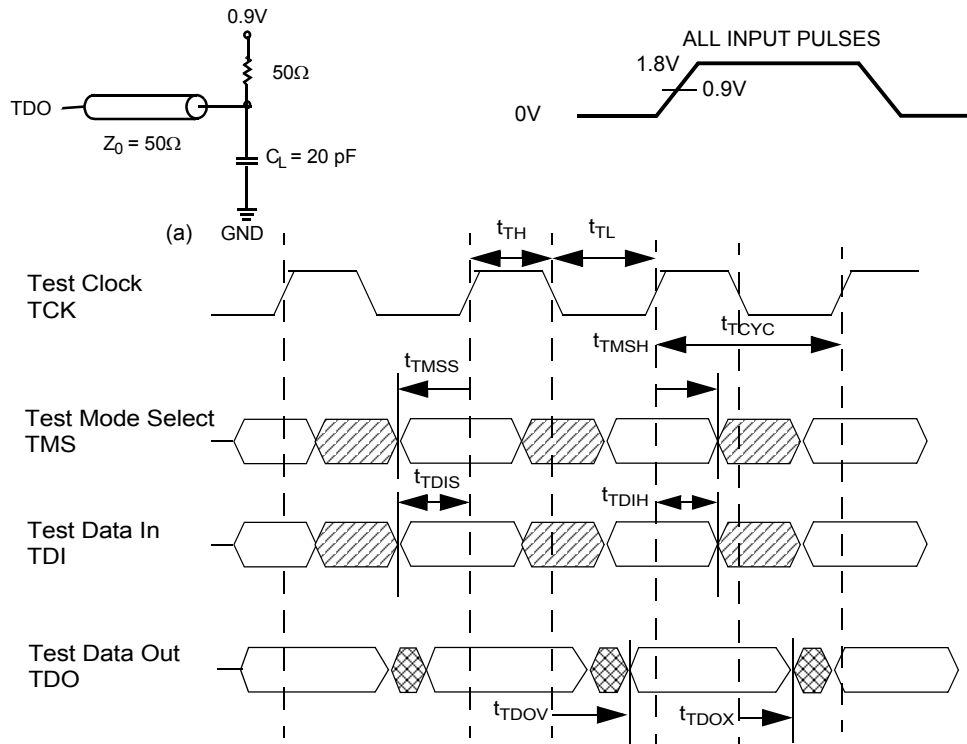 0.9V
50Ω
TDO
Z0 = 50Ω
CL = 20 pF
(a) GND
ALL INPUT PULSES
1.8V
0.9V
0V
tTH
tTL
Test Clock
TCK
tTCYC
tTMSH
tTMSS
Test Mode Select
TMS
tTDIS
tTDIH
Test Data In
TDI
Test Data Out
TDO
tTDOV
tTDOX